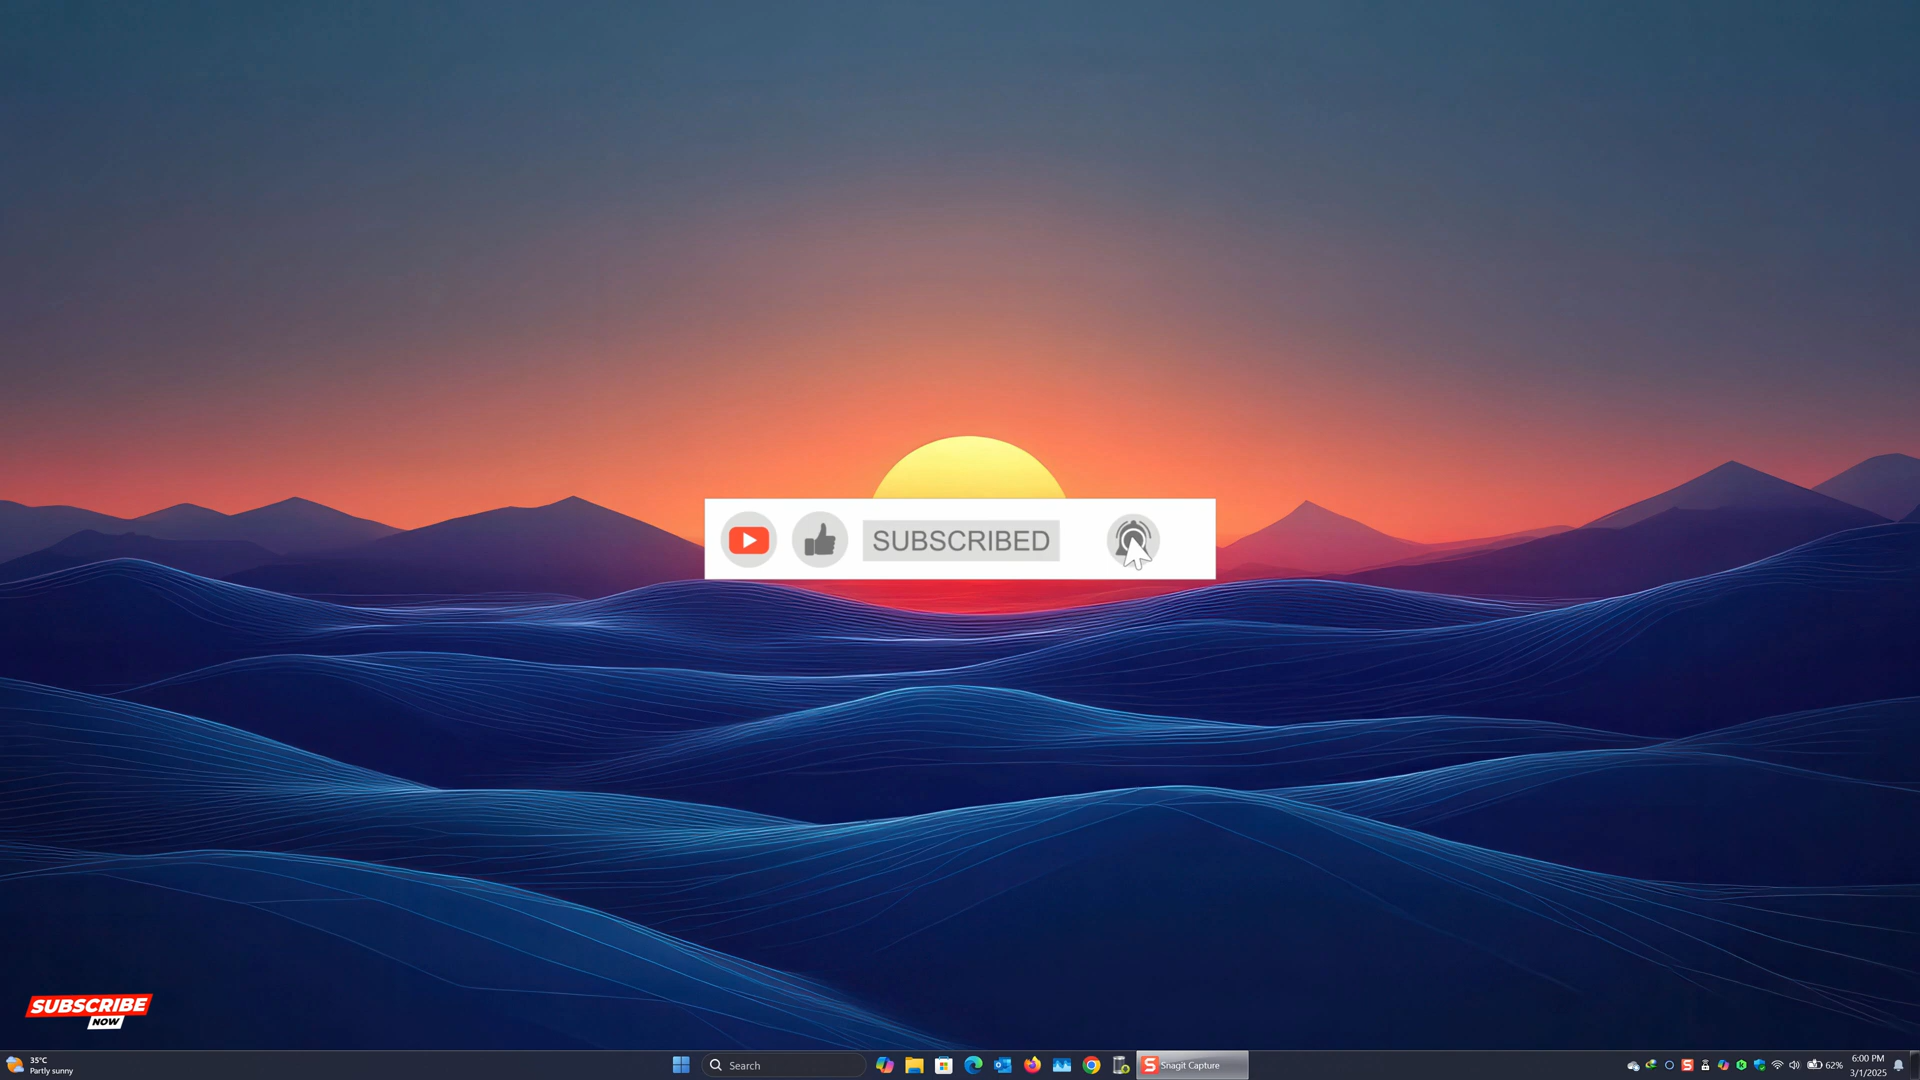 SUBSCRIBED
SUBSCRIBE
NOW
35°C
Partly sunny
Search
Snagit Capture
62%
6:00 PM
3/1/2025